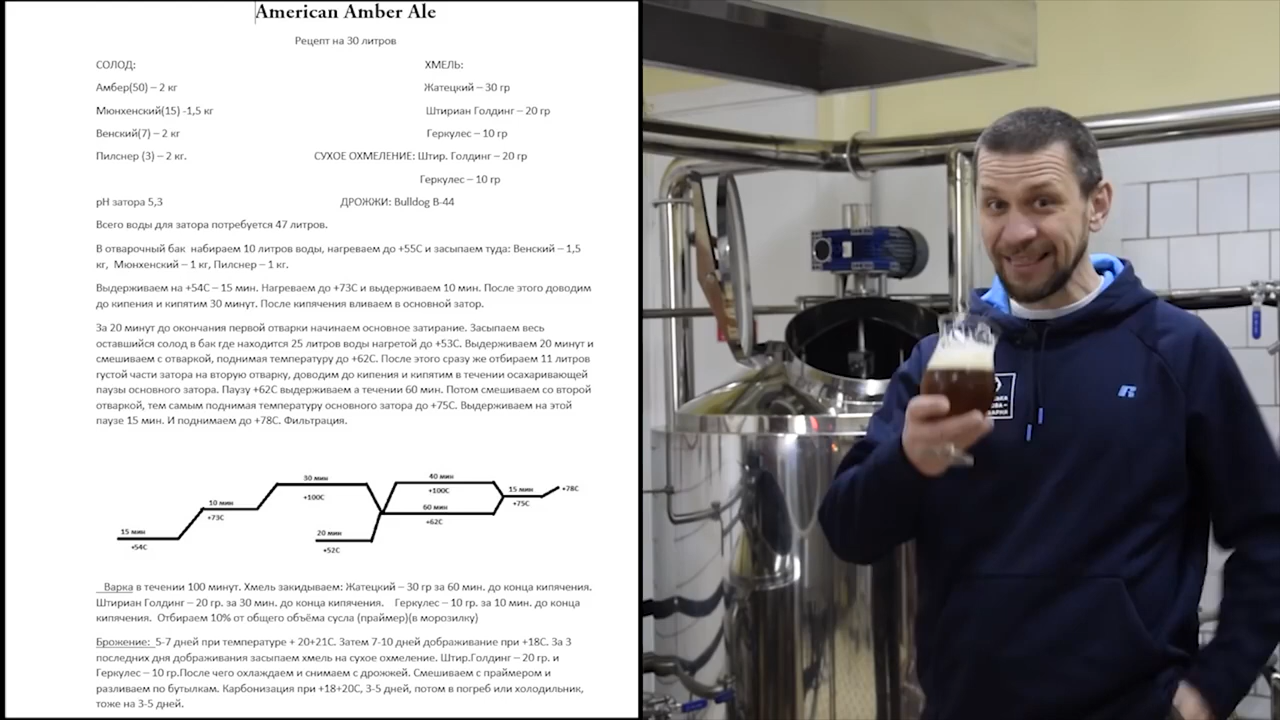 American Amber Ale
Рецепт на 30 литров
СОЛОД: ХМЕЛЬ:
Амбер(50) – 2 кг Жатецкий – 30 гр
Мюнхенский(15) -1,5 кг Штириан Голдинг – 20 гр
Венский(7) – 2 кг Геркулес – 10 гр
Пилснер (3) – 2 кг. СУХОЕ ОХМЕЛЕНИЕ: Штир. Голдинг – 20 гр
Геркулес – 10 гр
pH затора 5,3 ДРОЖЖИ: Bulldog B-44
Всего воды для затора потребуется 47 литров.
В отварочный бак набираем 10 литров воды, нагреваем до +55С и засыпаем туда: Венский – 1,5
кг, Мюнхенский – 1 кг, Пилснер – 1 кг.
Выдерживаем на +54С – 15 мин. Нагреваем до +73С и выдерживаем 10 мин. После этого доводим
до кипения и кипятим 30 минут. После кипячения вливаем в основной затор.
За 20 минут до окончания первой отварки начинаем основное затирание. Засыпаем весь
оставшийся солод в бак где находится 25 литров воды нагретой до +53С. Выдерживаем 20 минут и
смешиваем с отваркой, поднимая температуру до +62С. После этого сразу же отбираем 11 литров
густой части затора на вторую отварку, доводим до кипения и кипятим в течении осахаривающей
паузы основного затора. Паузу +62С выдерживаем а течении 60 мин. Потом смешиваем со второй
отваркой, тем самым поднимая температуру основного затора до +75С. Выдерживаем на этой
паузе 15 мин. И поднимаем до +78С. Фильтрация.
15 мин
+54С
10 мин
+73С
30 мин
+100С
20 мин
+52С
40 мин
+100С
60 мин
+62С
15 мин
+75С
+78С
Варка в течении 100 минут. Хмель закидываем: Жатецкий – 30 гр за 60 мин. до конца кипячения.
Штириан Голдинг – 20 гр. за 30 мин. до конца кипячения. Геркулес – 10 гр. за 10 мин. до конца
кипячения. Отбираем 10% от общего объёма сусла (праймер)(в морозилку)
Брожение: 5-7 дней при температуре + 20+21С. Затем 7-10 дней дображивание при +18С. За 3
последних дня дображивания засыпаем хмель на сухое охмеление. Штир.Голдинг – 20 гр. и
Геркулес – 10 гр.После чего охлаждаем и снимаем с дрожжей. Смешиваем с праймером и
разливаем по бутылкам. Карбонизация при +18+20С, 3-5 дней, потом в погреб или холодильник,
тоже на 3-5 дней.
R